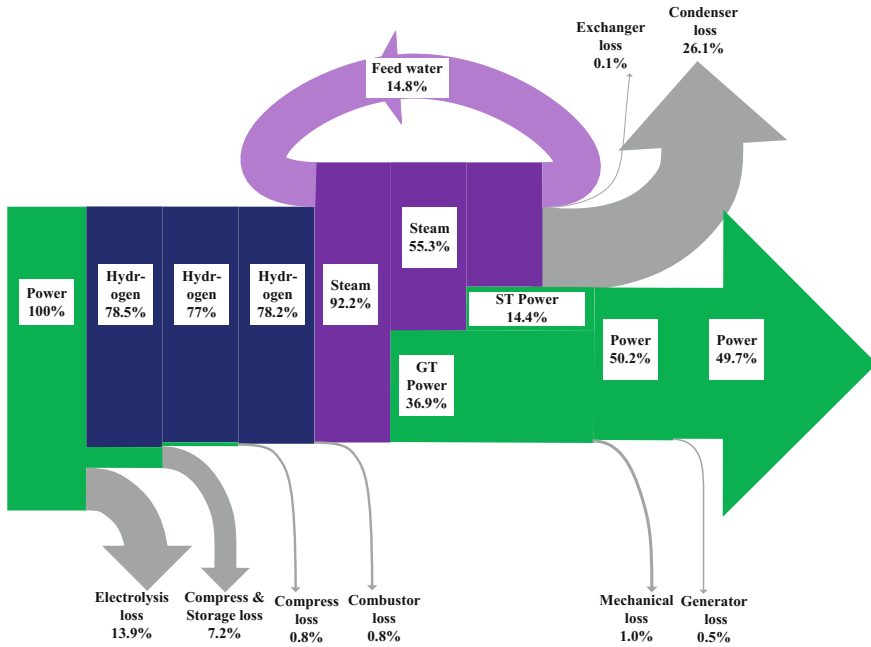 Exchanger
loss
0.1%
Condenser
loss
26.1%
Feed water
14.8%
Power
100%
Hydr-
ogen
78.5%
Hydr-
ogen
77%
Hydr-
ogen
78.2%
Steam
92.2%
Steam
55.3%
ST Power
14.4%
GT
Power
36.9%
Power
50.2%
Power
49.7%
Electrolysis
loss
13.9%
Compress &
Storage loss
7.2%
Compress
loss
0.8%
Combustor
loss
0.8%
Mechanical
loss
1.0%
Generator
loss
0.5%